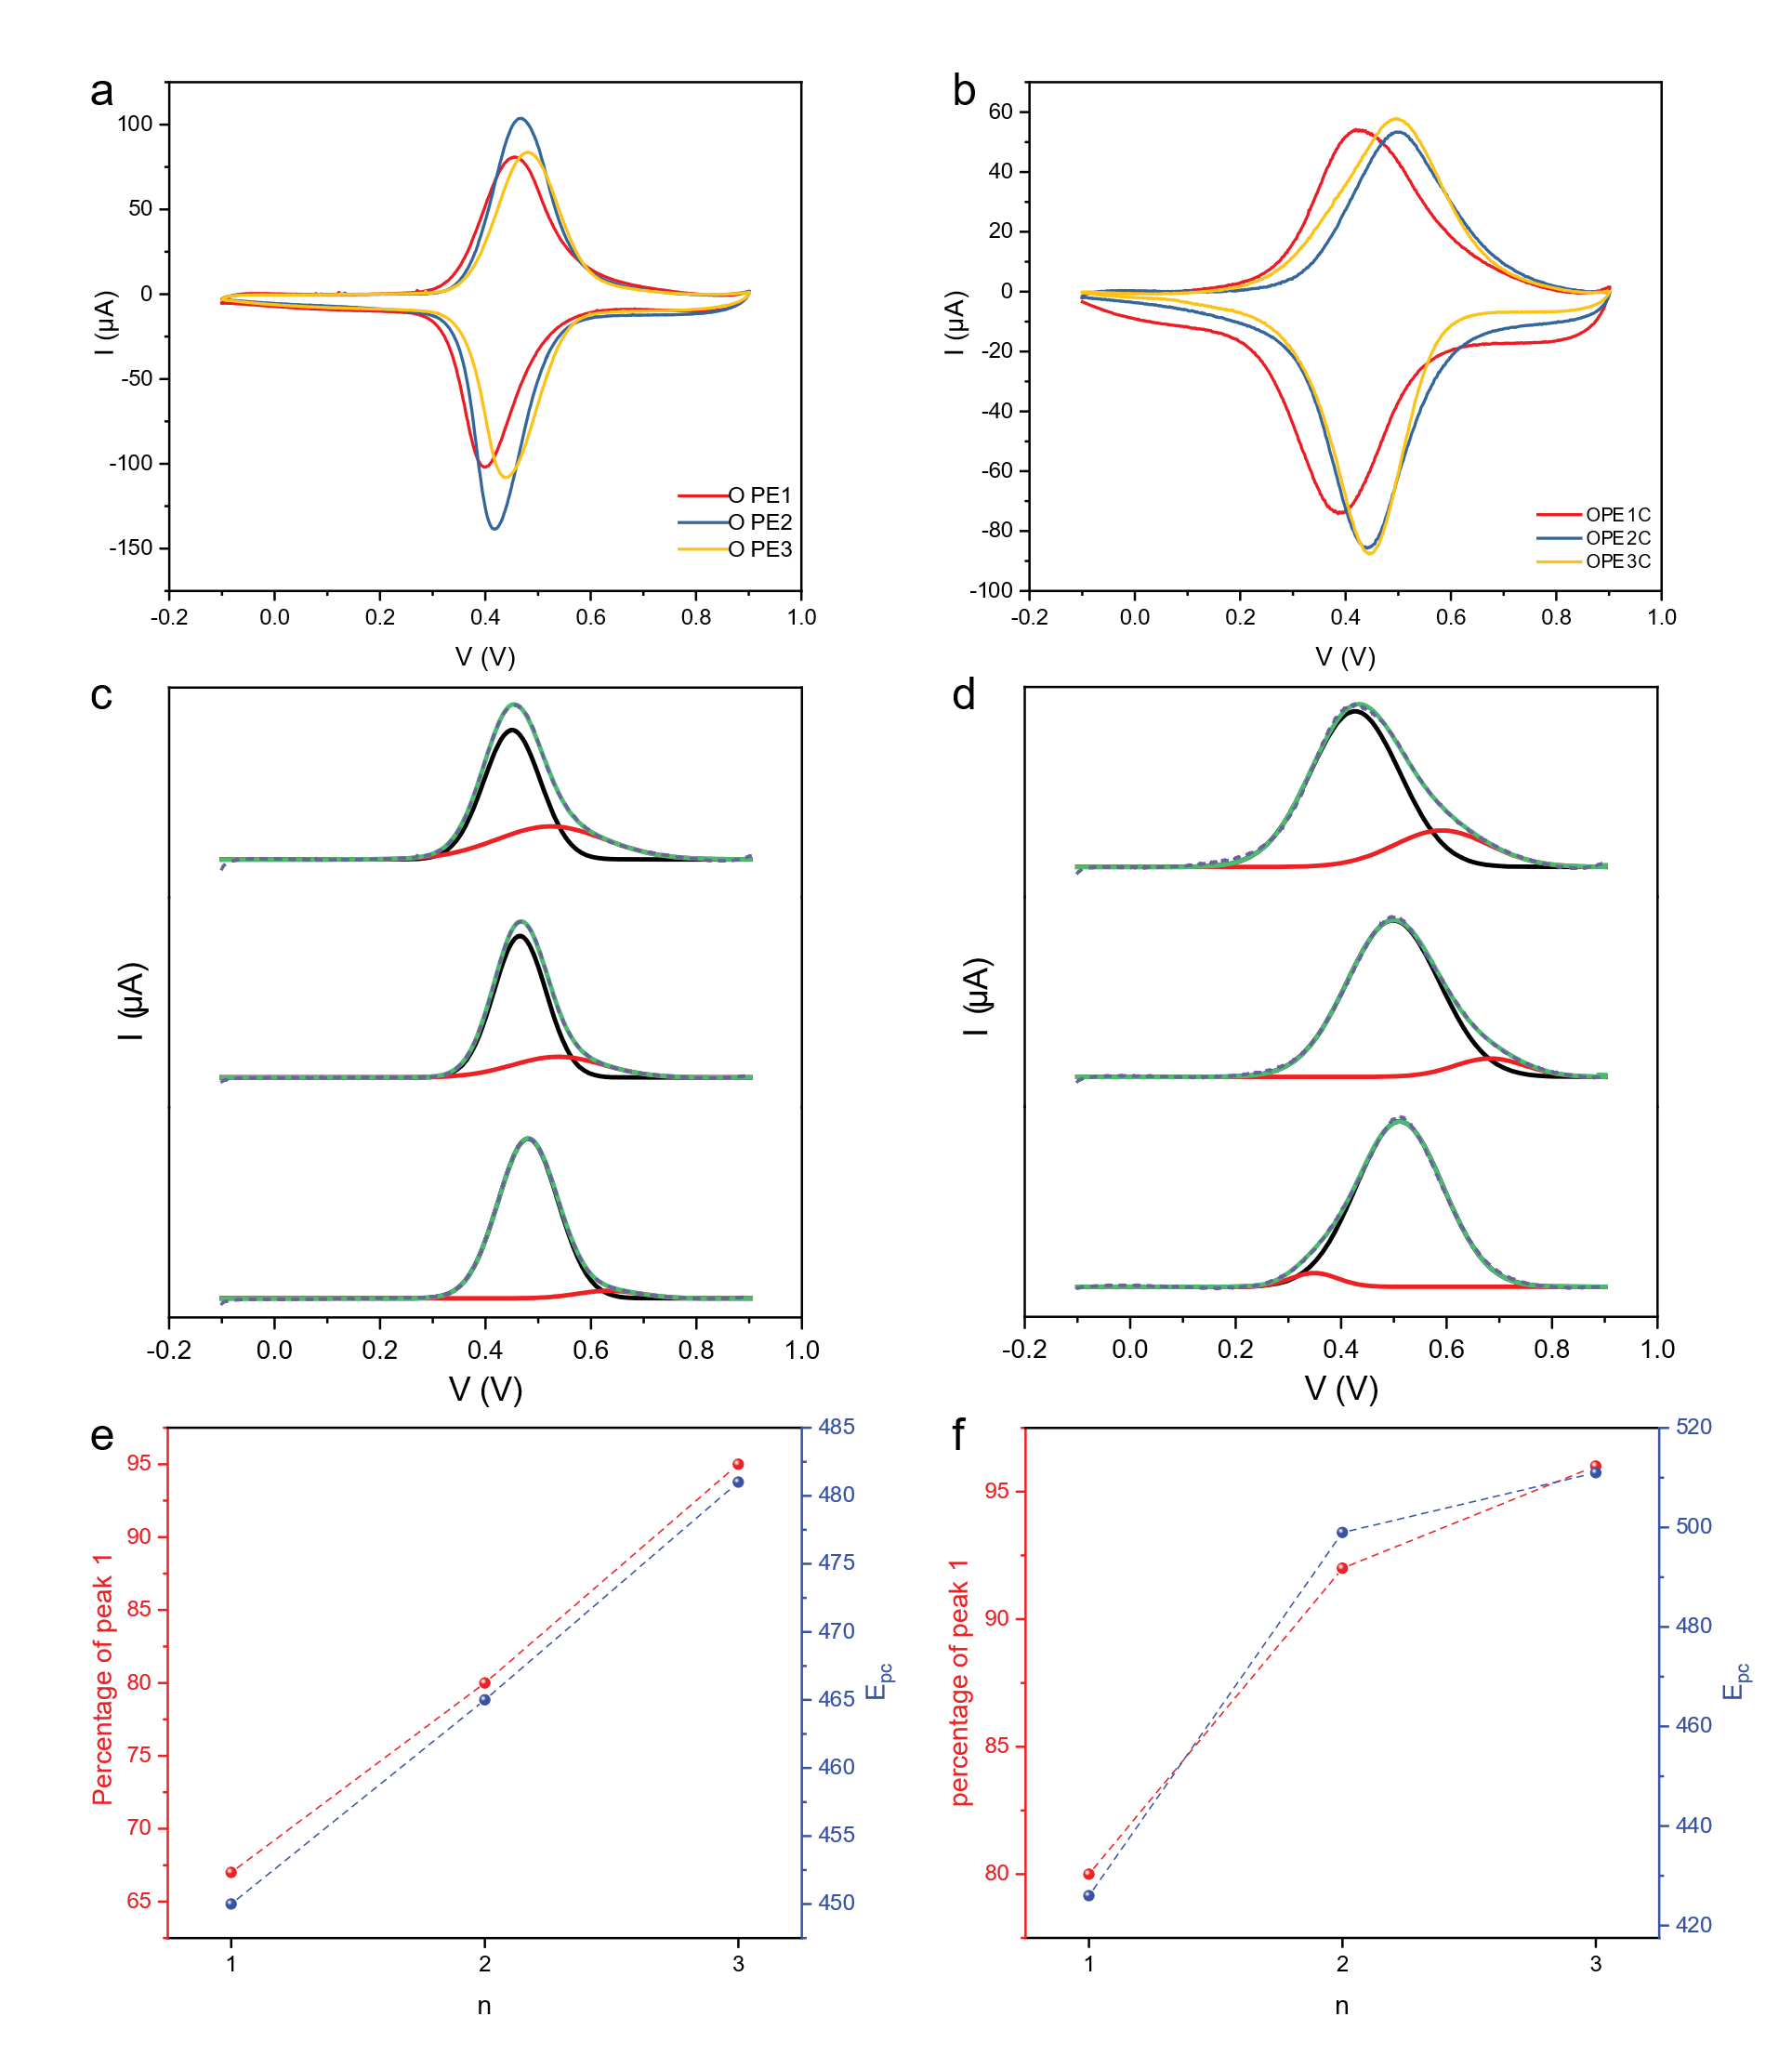 a
100
50
0
-50
-100
-150
I (µA)
O PE1
O PE2
O PE3
-0.2 0.0 0.2 0.4 0.6 0.8 1.0
V (V)
b
60
40
20
0
-20
-40
-60
-80
-100
I (µA)
OPE1C
OPE2C
OPE3C
-0.2 0.0 0.2 0.4 0.6 0.8 1.0
V (V)
c
I (µA)
-0.2 0.0 0.2 0.4 0.6 0.8 1.0
V (V)
d
I (µA)
-0.2 0.0 0.2 0.4 0.6 0.8 1.0
V (V)
e
95
90
85
80
75
70
65
Percentage of peak 1
485
480
475
470
465
460
455
450
Epc
1 2 3
n
f
95
90
85
80
percentage of peak 1
520
500
480
460
440
420
Epc
1 2 3
n